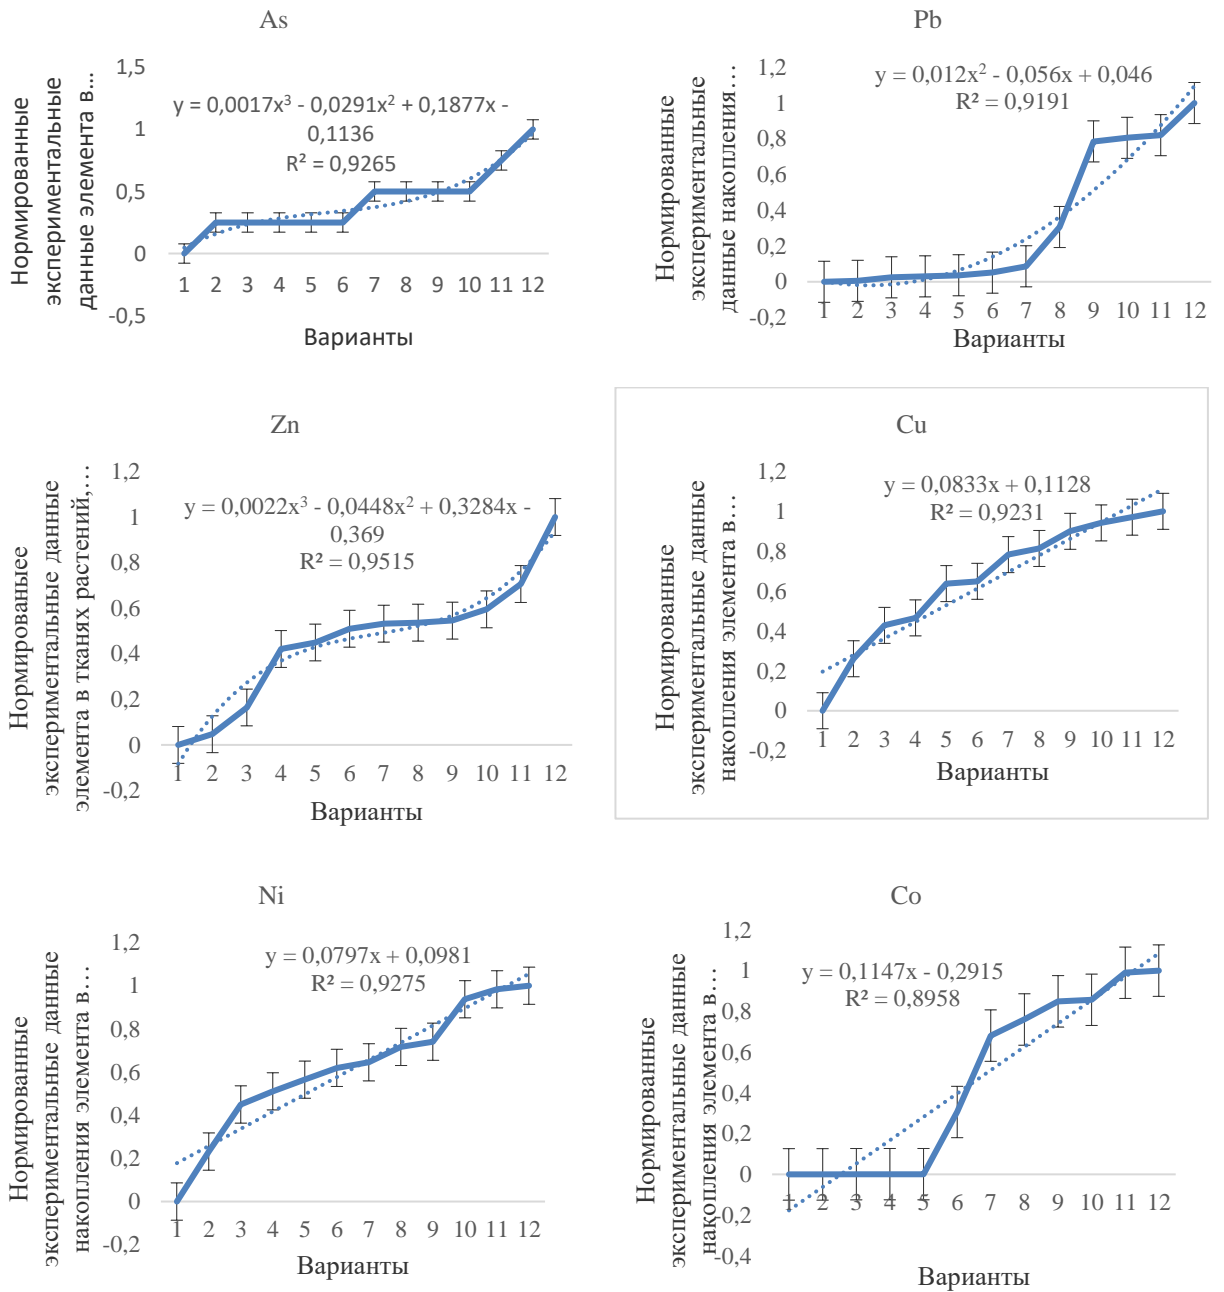 As
Нормированные
экспериментальные
данные элемента в...
1,5
1
0,5
0
-0,5
y = 0,0017x³ - 0,0291x² + 0,1877x -
0,1136
R² = 0,9265
1 2 3 4 5 6 7 8 9 10 11 12
Варианты
Pb
Нормированные
экспериментальные
данные накопления...
1,2
1
0,8
0,6
0,4
0,2
0
-0,2
y = 0,012x² - 0,056x + 0,046
R² = 0,9191
1 2 3 4 5 6 7 8 9 10 11 12
Варианты
Zn
Нормированыее
экспериментальные данные
элемента в тканях растений,...
1,2
1
0,8
0,6
0,4
0,2
0
-0,2
y = 0,0022x³ - 0,0448x² + 0,3284x -
0,369
R² = 0,9515
1 2 3 4 5 6 7 8 9 10 11 12
Варианты
Cu
Нормированные
экспериментальные данные
накопления элемента в...
1,2
1
0,8
0,6
0,4
0,2
0
-0,2
y = 0,0833x + 0,1128
R² = 0,9231
1 2 3 4 5 6 7 8 9 10 11 12
Варианты
Ni
Нормированные
экспериментальные данные
накопления элемента в...
1,2
1
0,8
0,6
0,4
0,2
0
-0,2
y = 0,0797x + 0,0981
R² = 0,9275
1 2 3 4 5 6 7 8 9 10 11 12
Варианты
Co
Нормированные
экспериментальные данные
накопления элемента в...
1,2
1
0,8
0,6
0,4
0,2
0
-0,2
-0,4
y = 0,1147x - 0,2915
R² = 0,8958
1 2 3 4 5 6 7 8 9 10 11 12
Варианты